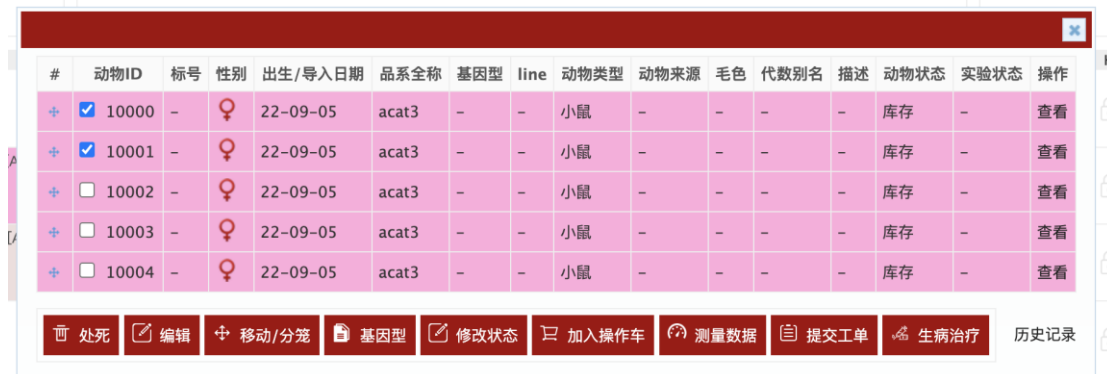 # 动物ID 标号 性别 出生/导入日期 品系全称 基因型 line 动物类型 动物来源 毛色 代数别名 描述 动物状态 实验状态 操作
10000 – 22-09-05 acat3 – – 小鼠 – – – – 库存 – 查看
10001 – 22-09-05 acat3 – – 小鼠 – – – – 库存 – 查看
10002 – 22-09-05 acat3 – – 小鼠 – – – – 库存 – 查看
10003 – 22-09-05 acat3 – – 小鼠 – – – – 库存 – 查看
10004 – 22-09-05 acat3 – – 小鼠 – – – – 库存 – 查看
处死 编辑 移动/分笼 基因型 修改状态 加入操作车 测量数据 提交工单 生病治疗 历史记录